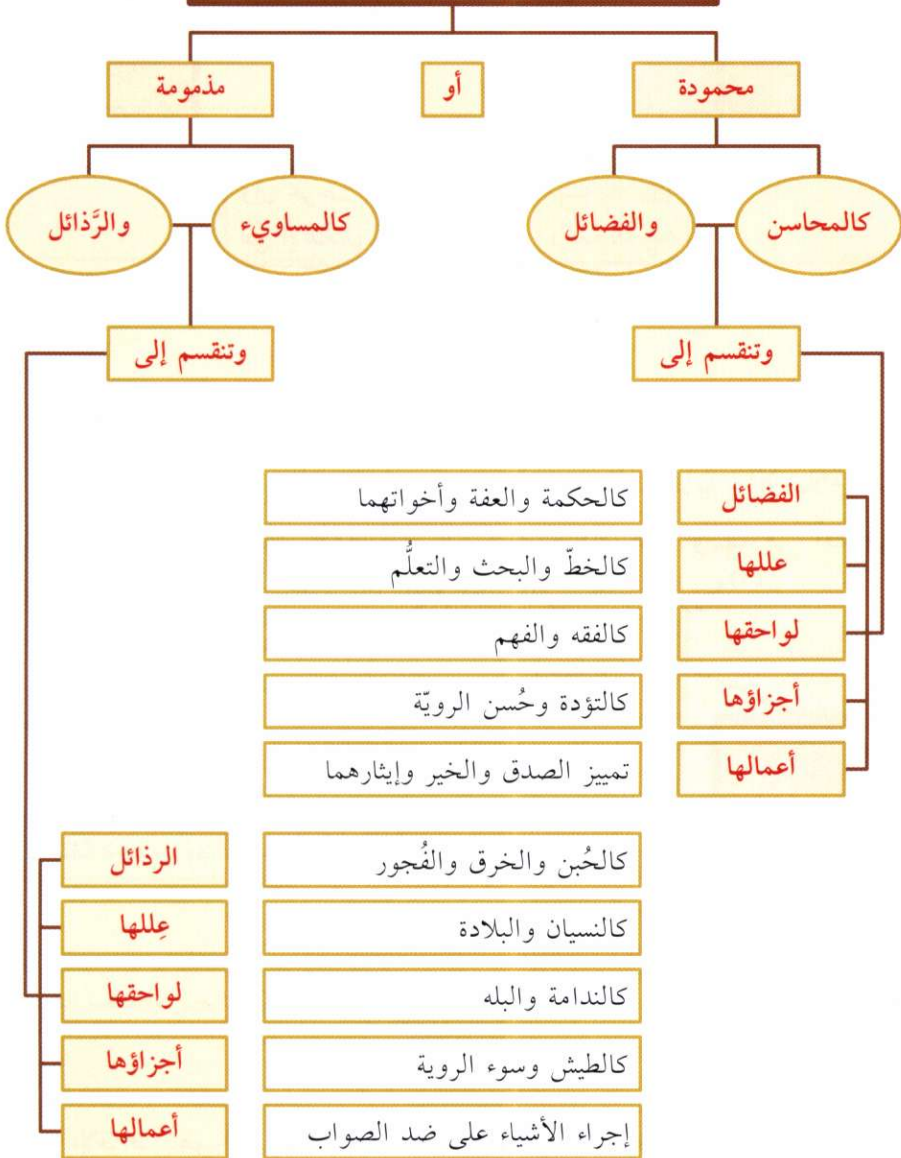 محمودة
أو
مذمومة
كالمحاسن
والفضائل
كالمساويء
والرَّذائل
وتنقسم إلى
وتنقسم إلى
الفضائل
كالحكمة والعفة وأخواتهما
عللها
كالخطّ والبحث والتعلُّم
لواحقها
كالفقه والفهم
أجزاؤها
كالتؤدة وحُسن الرويّة
أعمالها
تمييز الصدق والخير وإيثارهما
كالخُبن والخرق والفُجور
الرذائل
كالنسيان والبلادة
عِللها
كالندامة والبله
لواحقها
كالطيش وسوء الروية
أجزاؤها
إجراء الأشياء على ضد الصواب
أعمالها